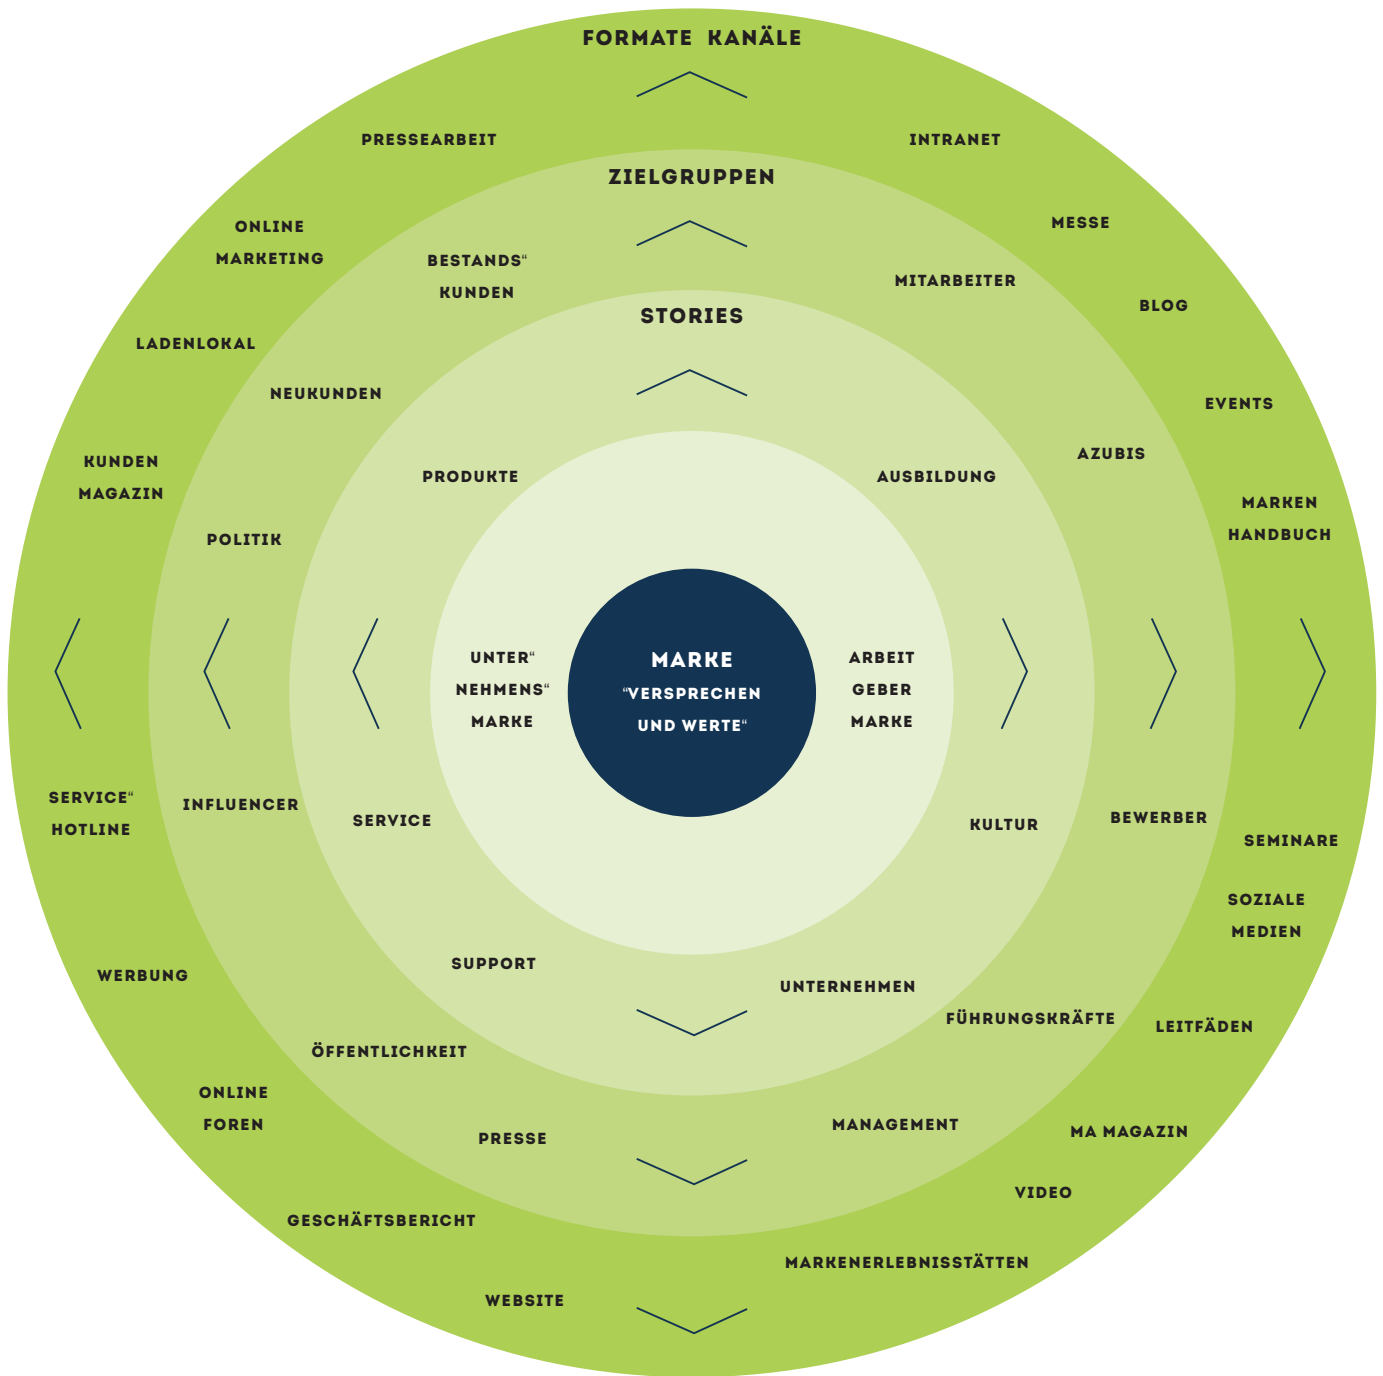 FORMATE KANÄLE
PRESSEARBEIT
INTRANET
ZIELGRUPPEN
ONLINE
MARKETING
MESSE
BESTANDS“
KUNDEN
MITARBEITER
BLOG
STORIES
LADENLOKAL
NEUKUNDEN
EVENTS
KUNDEN
MAGAZIN
PRODUKTE
AUSBILDUNG
AZUBIS
MARKEN
HANDBUCH
POLITIK
UNTER“
NEHMENS“
MARKE
MARKE
“VERSPRECHEN
UND WERTE“
ARBEIT
GEBER
MARKE
SERVICE“
HOTLINE
INFLUENCER
SERVICE
KULTUR
BEWERBER
SEMINARE
SOZIALE
MEDIEN
WERBUNG
SUPPORT
UNTERNEHMEN
FÜHRUNGSKRÄFTE
LEITFÄDEN
ÖFFENTLICHKEIT
ONLINE
FOREN
PRESSE
MANAGEMENT
MA MAGAZIN
VIDEO
GESCHÄFTSBERICHT
MARKENERLEBNISSTÄTTEN
WEBSITE